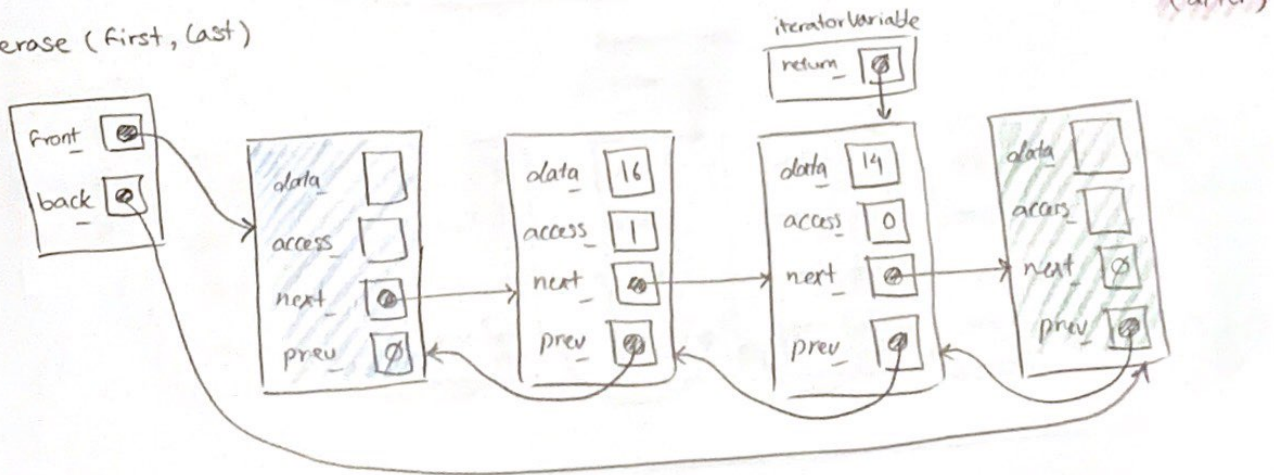 (after)
erase (first, last)
iteratorVariable
return_
front_
back_
data_
access_
next_
prev_ Ø
data_ 16
access_ 1
next_
prev_
data_ 14
access_ 0
next_
prev_
data_
access_
next_ Ø
prev_